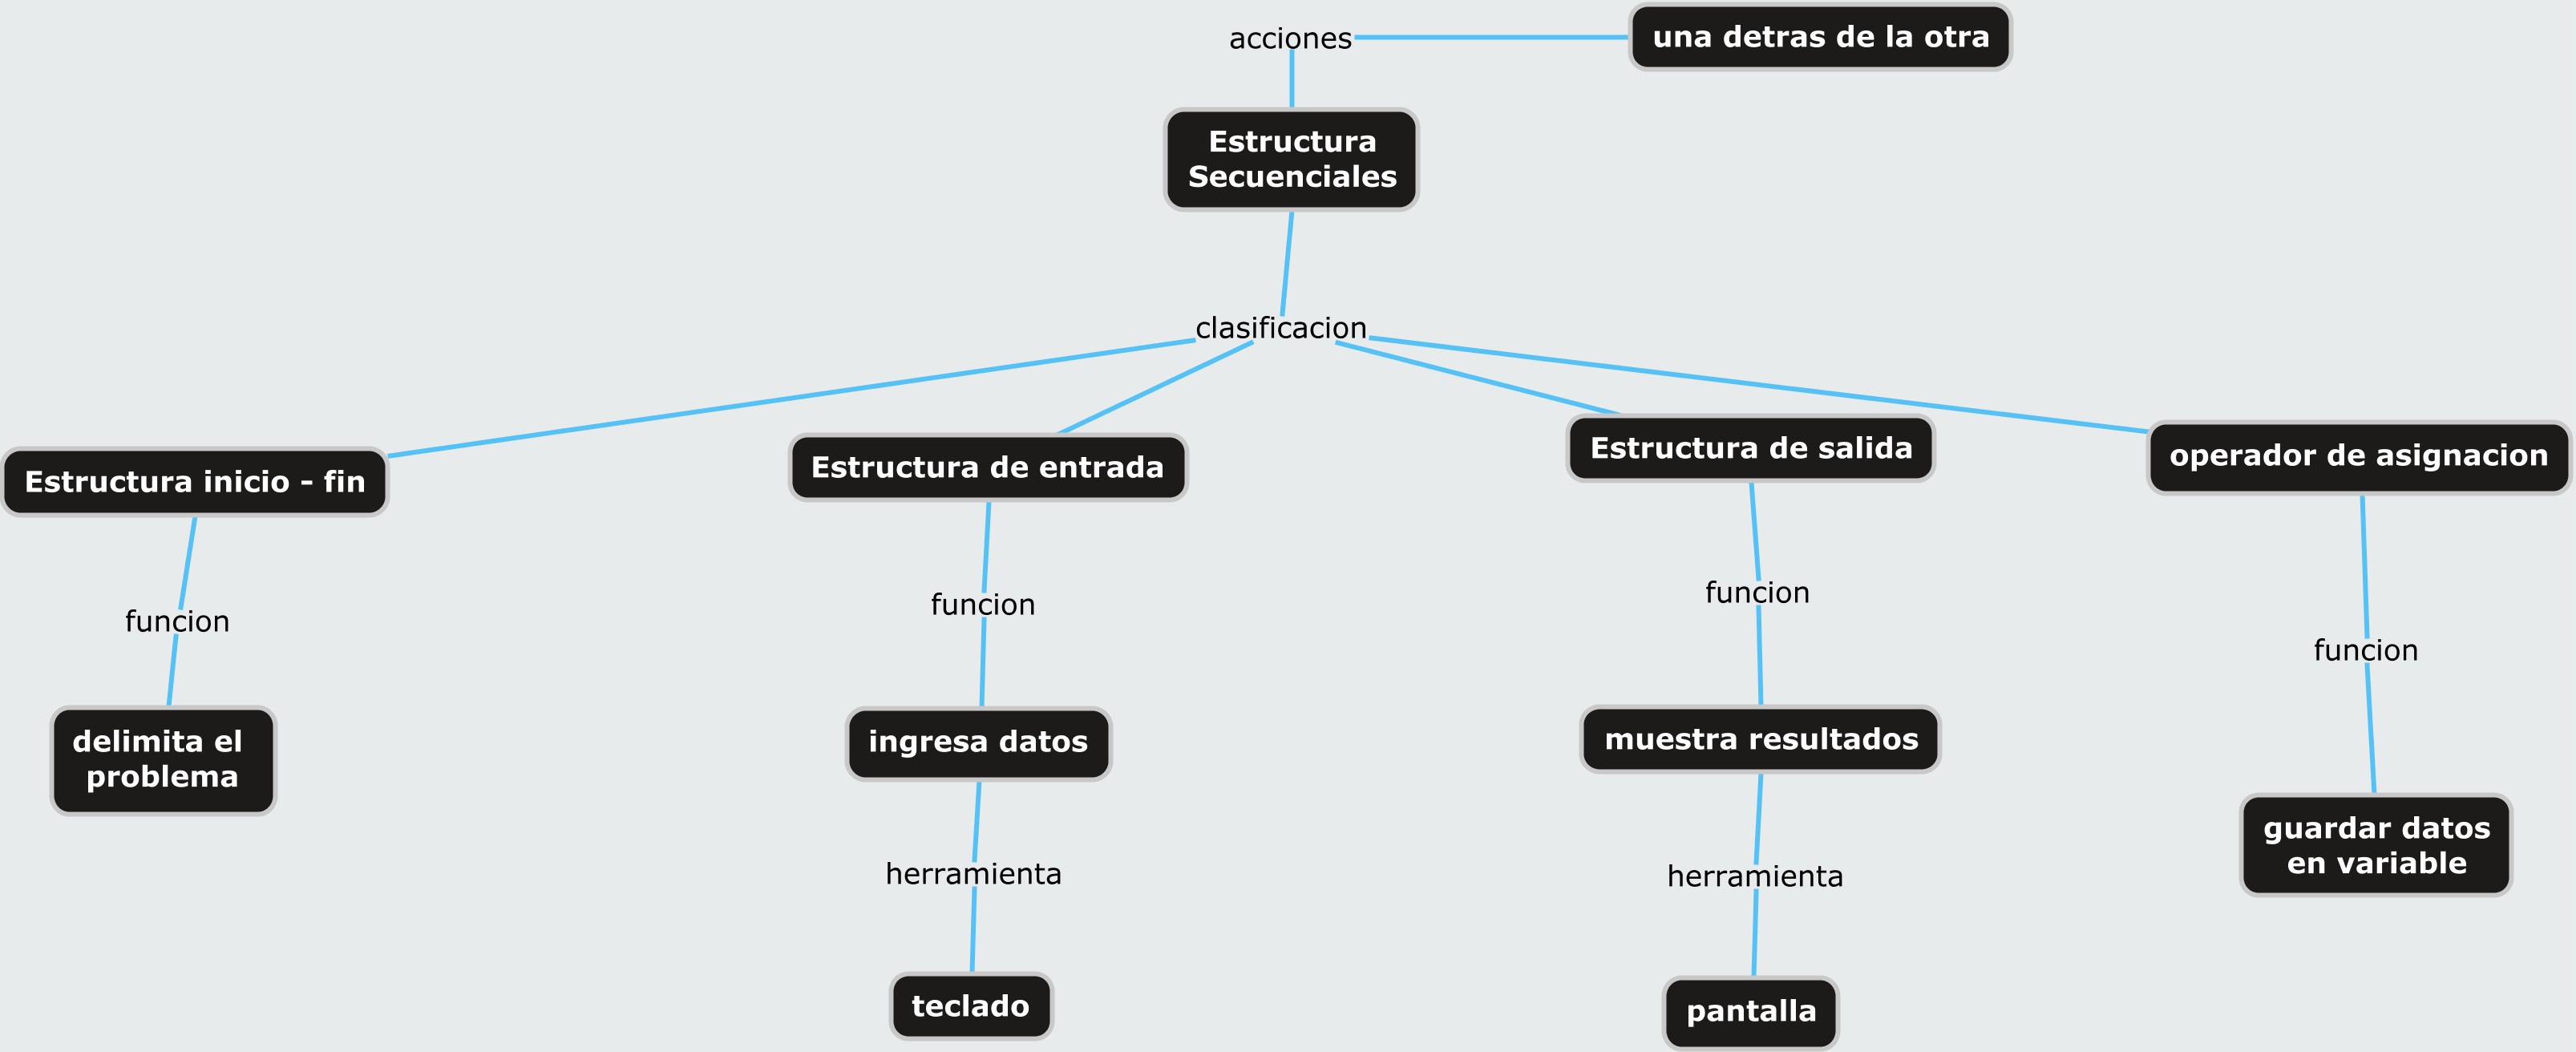 acciones
una detras de la otra
Estructura
Secuenciales
clasificacion
Estructura inicio - fin
Estructura de entrada
Estructura de salida
operador de asignacion
funcion
funcion
funcion
funcion
delimita el
problema
ingresa datos
muestra resultados
guardar datos
en variable
herramienta
herramienta
teclado
pantalla